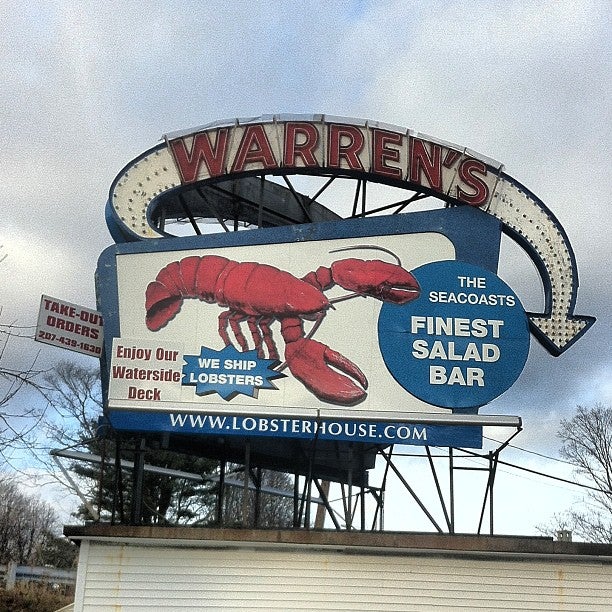 WARREN'S
THE
SEACOASTS
FINEST
SALAD
BAR
TAKE-OUT
ORDERS
207-439-1630
Enjoy Our
Waterside
Deck
WE SHIP
LOBSTERS
WWW.LOBSTERHOUSE.COM